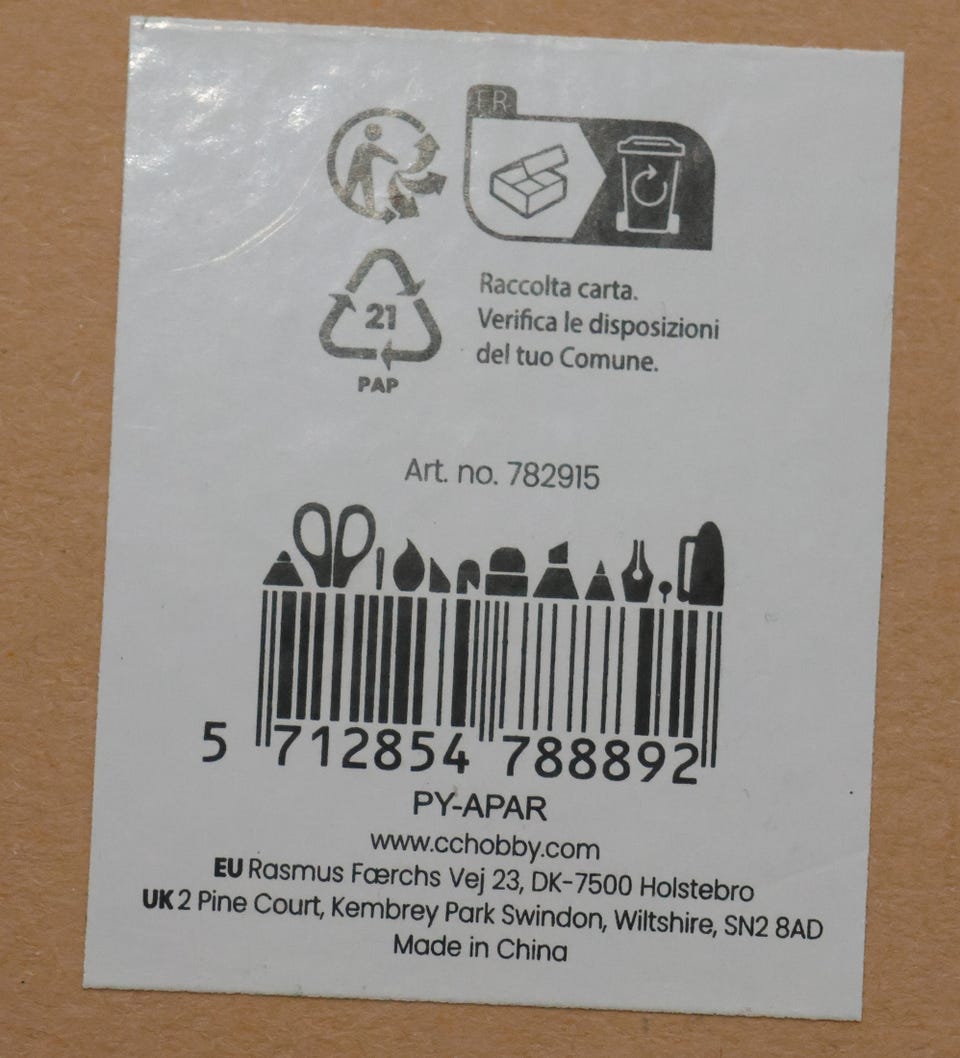 FR
21
PAP
Raccolta carta.
Verifica le disposizioni
del tuo Comune.
Art. no. 782915
5 712854 788892
PY-APAR
www.cchobby.com
EU Rasmus Færchs Vej 23, DK-7500 Holstebro
UK 2 Pine Court, Kembrey Park Swindon, Wiltshire, SN2 8AD
Made in China